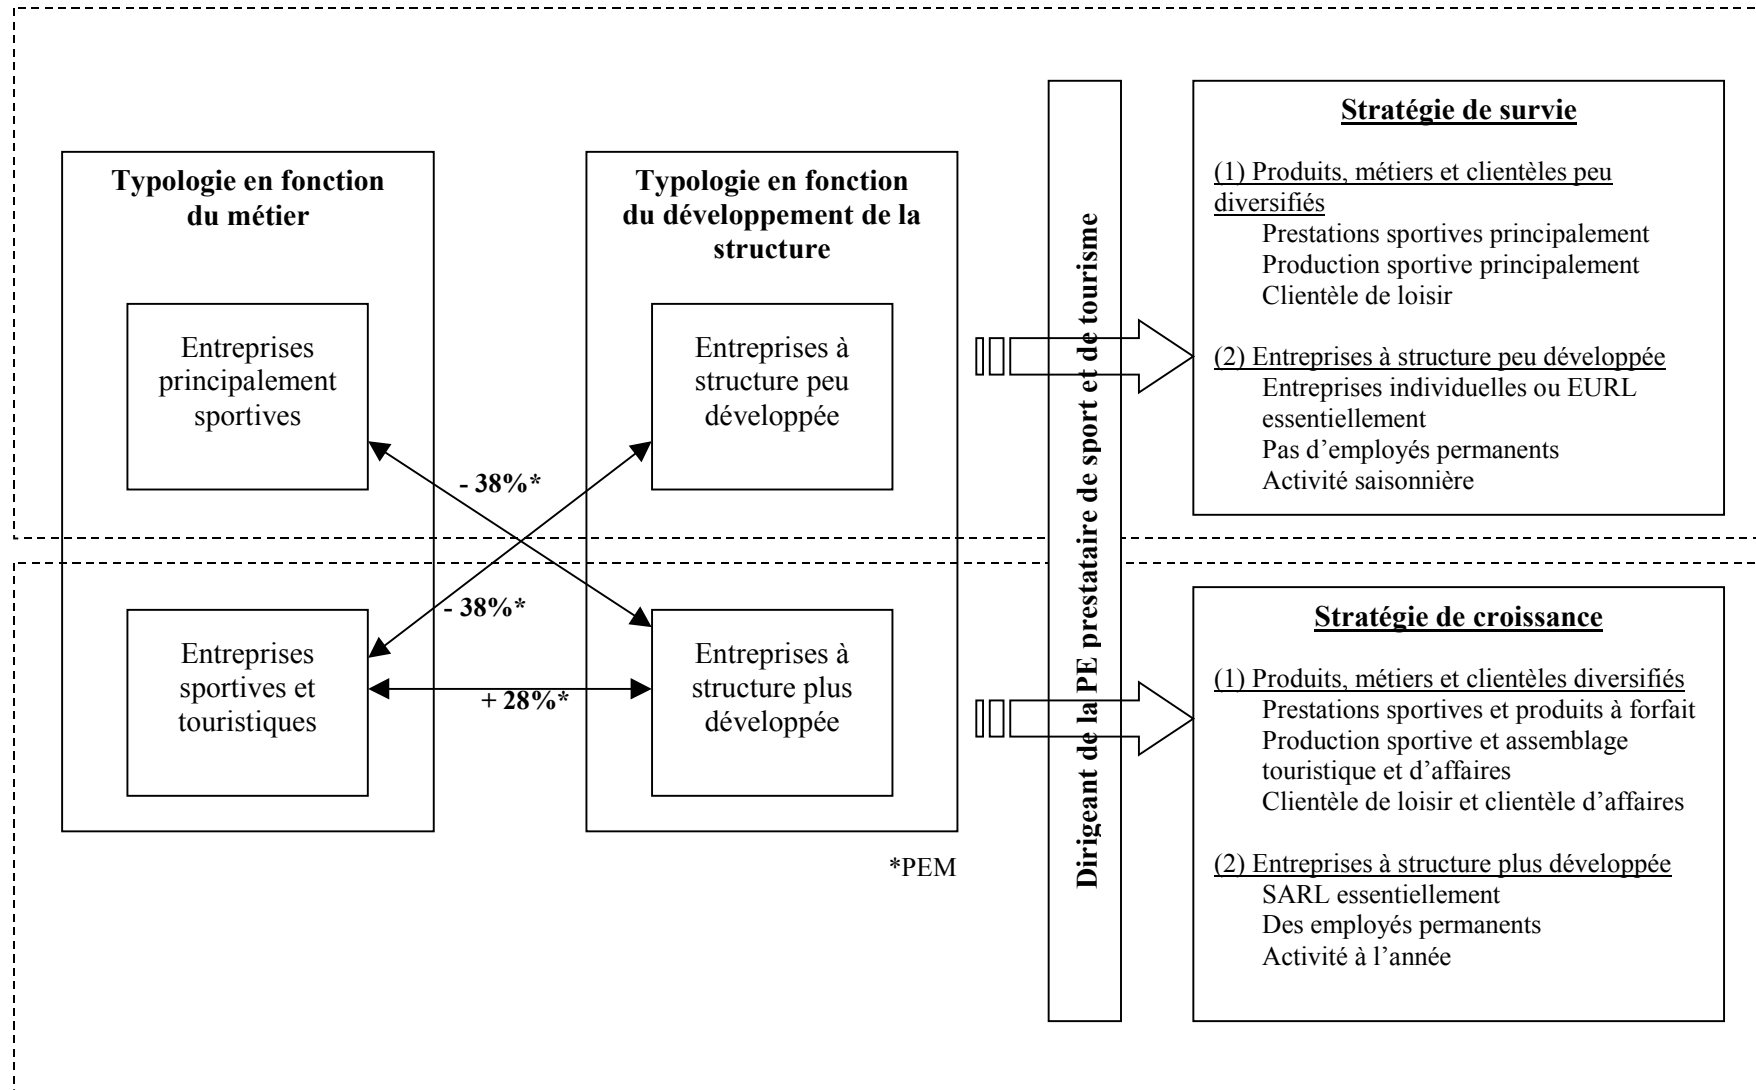 Typologie en fonction
du métier
Entreprises
principalement
sportives
Entreprises
sportives et
touristiques
- 38%*
- 38%*
+ 28%*
Typologie en fonction
du développement de la
structure
Entreprises à
structure peu
développée
Entreprises à
structure plus
développée
*PEM
Dirigeant de la PE prestataire de sport et de tourisme
Stratégie de survie
(1) Produits, métiers et clientèles peu
diversifiés
Prestations sportives principalement
Production sportive principalement
Clientèle de loisir
(2) Entreprises à structure peu développée
Entreprises individuelles ou EURL
essentiellement
Pas d’employés permanents
Activité saisonnière
Stratégie de croissance
(1) Produits, métiers et clientèles diversifiés
Prestations sportives et produits à forfait
Production sportive et assemblage
touristique et d’affaires
Clientèle de loisir et clientèle d’affaires
(2) Entreprises à structure plus développée
SARL essentiellement
Des employés permanents
Activité à l’année